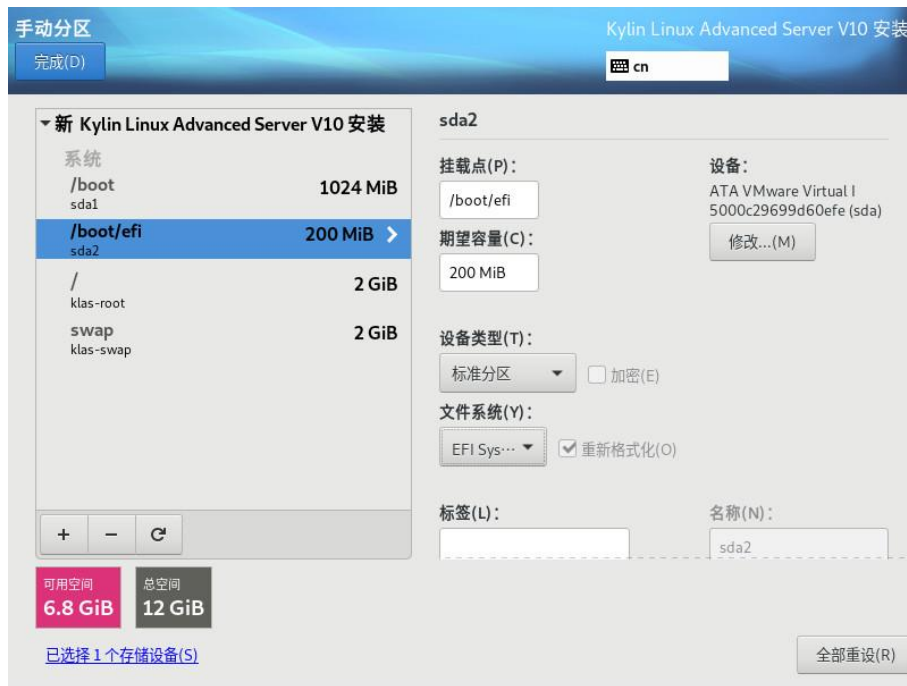 手动分区
Kylin Linux Advanced Server V10 安装
完成(D)
cn
新 Kylin Linux Advanced Server V10 安装
系统
/boot
1024 MiB
sda1
/boot/efi
200 MiB
sda2
/
2 GiB
klas-root
swap
2 GiB
klas-swap
+ -
可用空间
6.8 GiB
总空间
12 GiB
已选择 1 个存储设备(S)
sda2
挂载点(P)：
/boot/efi
期望容量(C)：
200 MiB
设备：
ATA VMware Virtual I
5000c29699d60efe (sda)
修改...(M)
设备类型(T)：
标准分区
加密(E)
文件系统(Y)：
EFI Sys···
重新格式化(O)
标签(L)：
名称(N)：
sda2
全部重设(R)